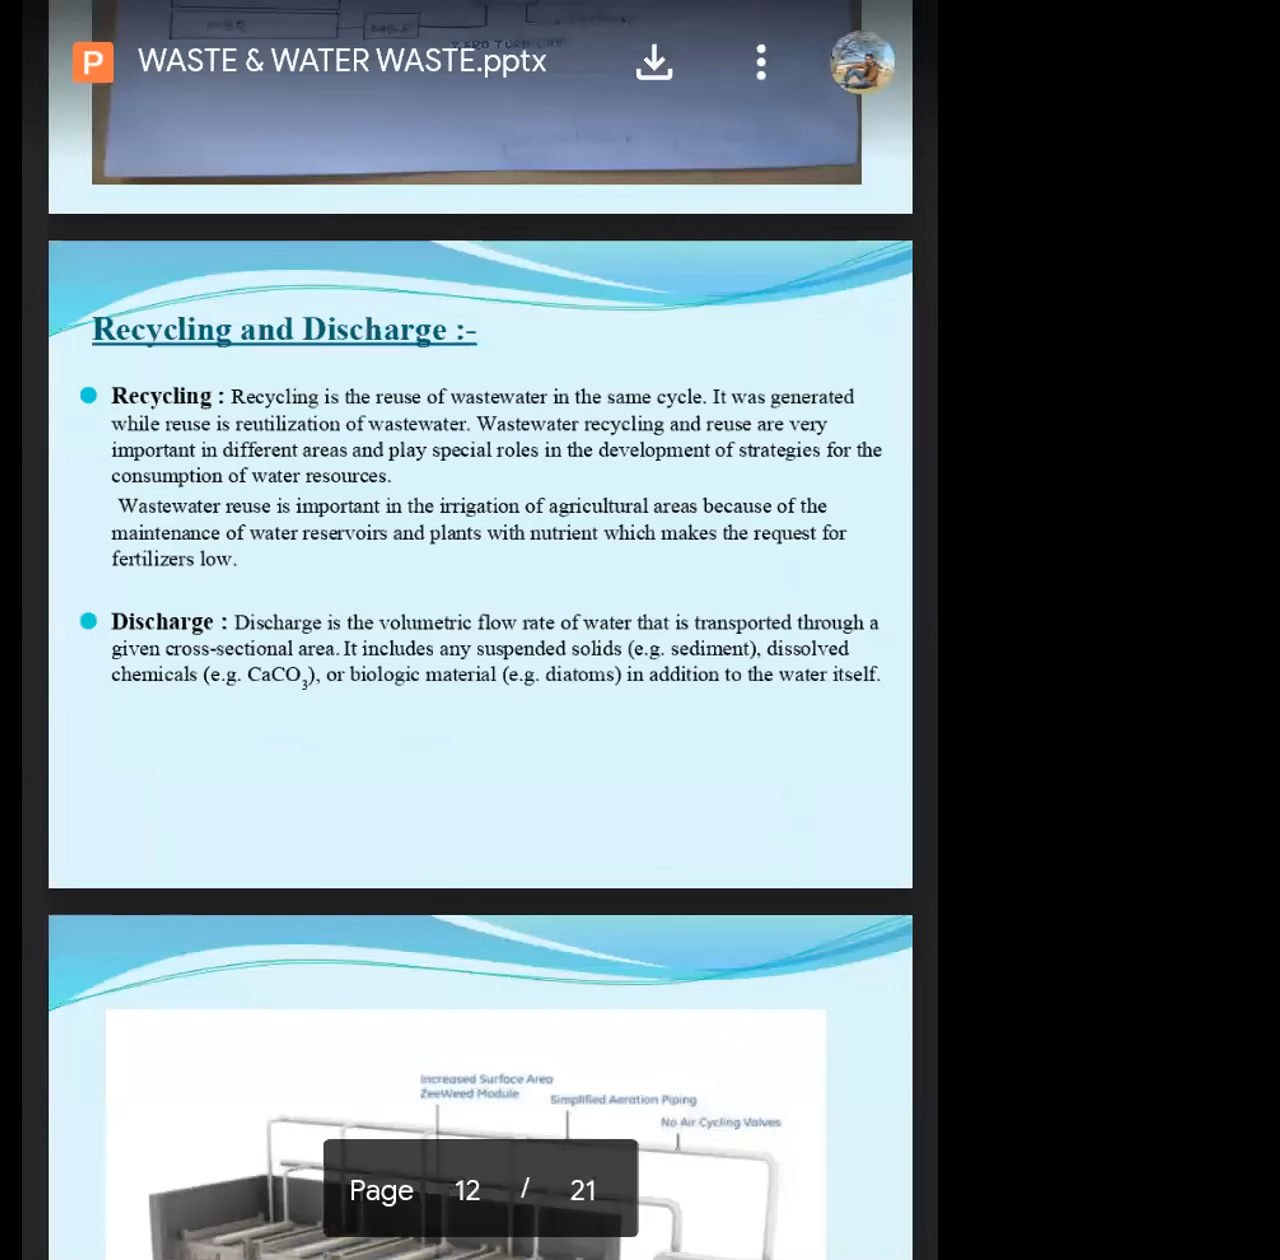 P WASTE & WATER WASTE.pptx
Recycling and Discharge :-
Recycling : Recycling is the reuse of wastewater in the same cycle. It was generated
while reuse is reutilization of wastewater. Wastewater recycling and reuse are very
important in different areas and play special roles in the development of strategies for the
consumption of water resources.
Wastewater reuse is important in the irrigation of agricultural areas because of the
maintenance of water reservoirs and plants with nutrient which makes the request for
fertilizers low.
Discharge : Discharge is the volumetric flow rate of water that is transported through a
given cross-sectional area. It includes any suspended solids (e.g. sediment), dissolved
chemicals (e.g. CaCO₃), or biologic material (e.g. diatoms) in addition to the water itself.
Increased Surface Area
ZeeWeed Module
Simplified Aeration Piping
No Air Cycling Valves
Page 12 / 21